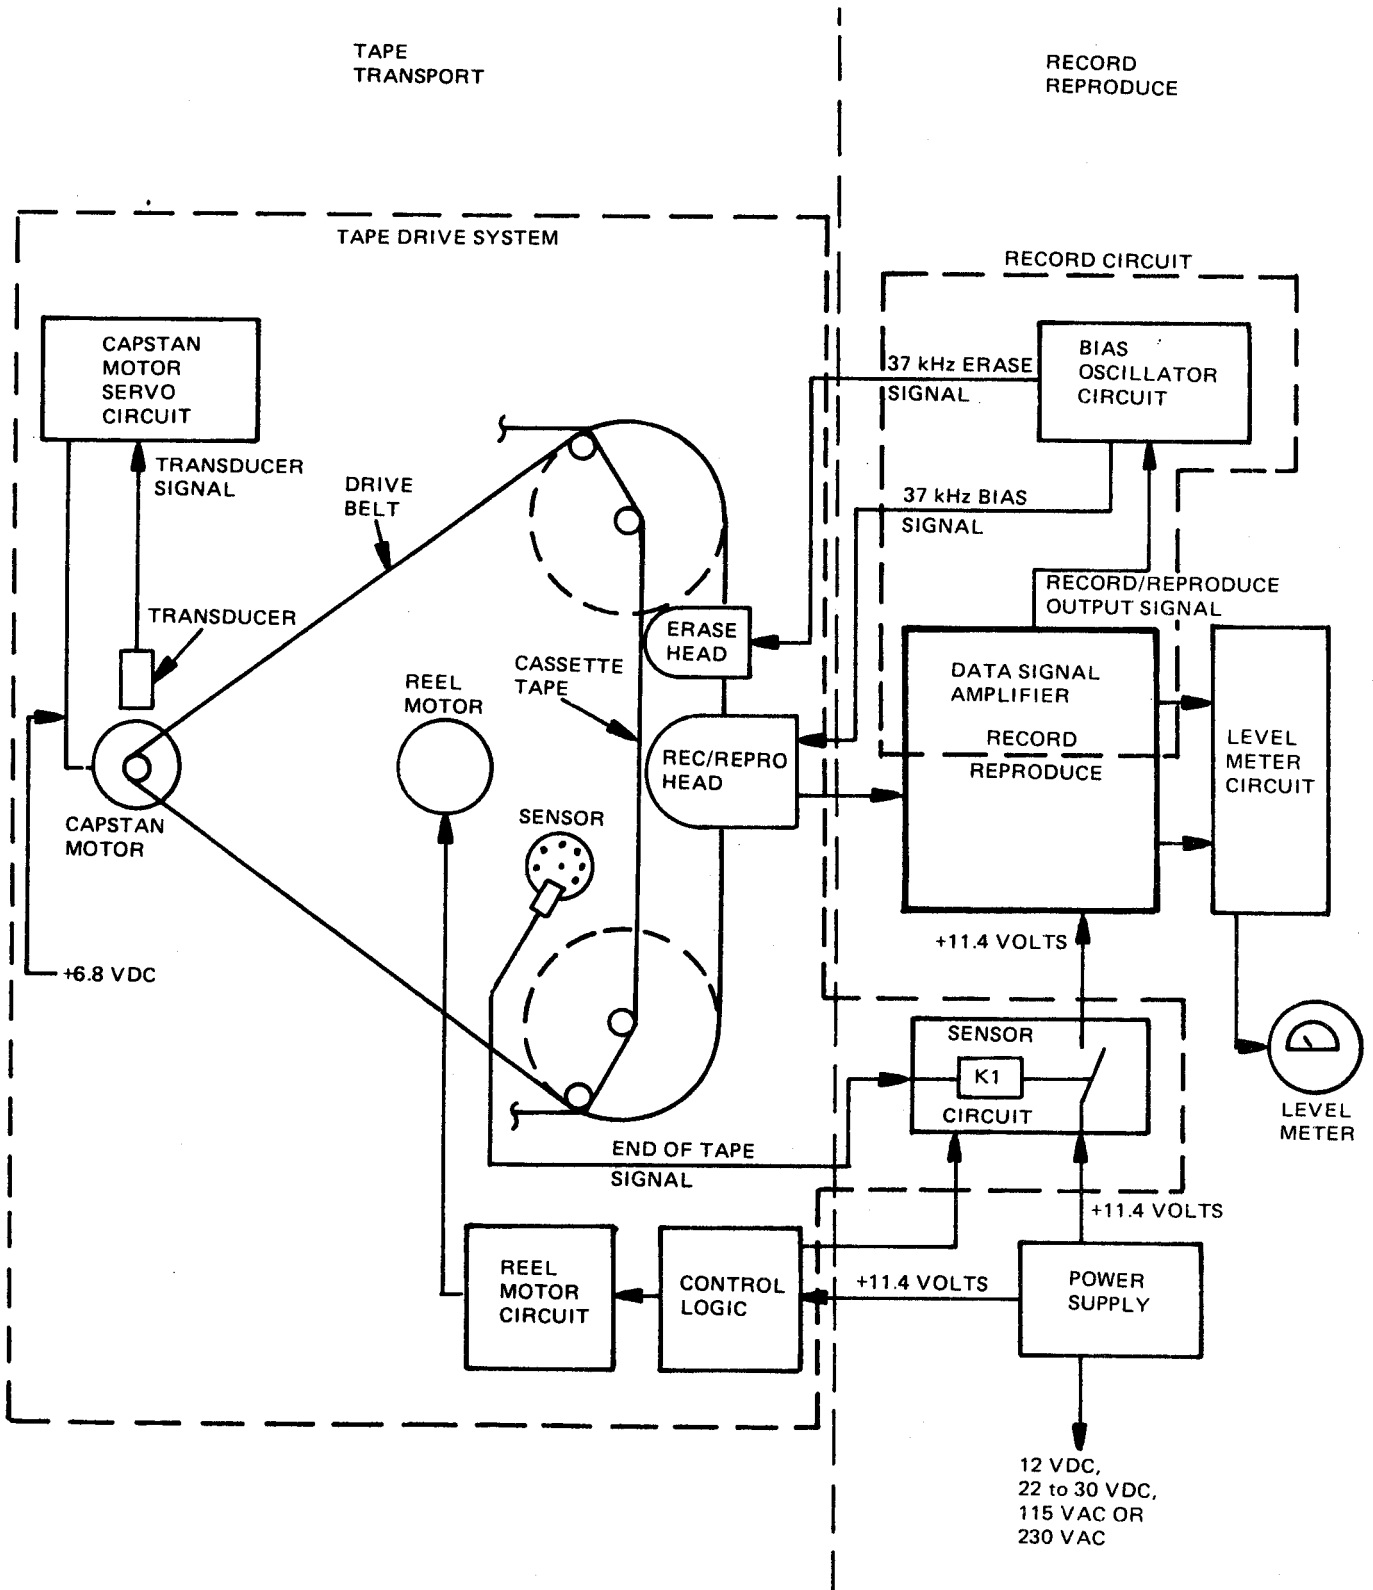 TAPE
TRANSPORT
RECORD
REPRODUCE
TAPE DRIVE SYSTEM
RECORD CIRCUIT
CAPSTAN
MOTOR
SERVO
CIRCUIT
BIAS
OSCILLATOR
CIRCUIT
37 kHz ERASE
SIGNAL
TRANSDUCER
SIGNAL
DRIVE
BELT
37 kHz BIAS
SIGNAL
RECORD/REPRODUCE
OUTPUT SIGNAL
TRANSDUCER
ERASE
HEAD
CASSETTE
TAPE
REEL
MOTOR
DATA SIGNAL
AMPLIFIER
RECORD
REPRODUCE
LEVEL
METER
CIRCUIT
REC/REPRO
HEAD
CAPSTAN
MOTOR
SENSOR
+11.4 VOLTS
+6.8 VDC
SENSOR
K1
CIRCUIT
LEVEL
METER
END OF TAPE
SIGNAL
+11.4 VOLTS
REEL
MOTOR
CIRCUIT
CONTROL
LOGIC
+11.4 VOLTS
POWER
SUPPLY
12 VDC,
22 to 30 VDC,
115 VAC OR
230 VAC